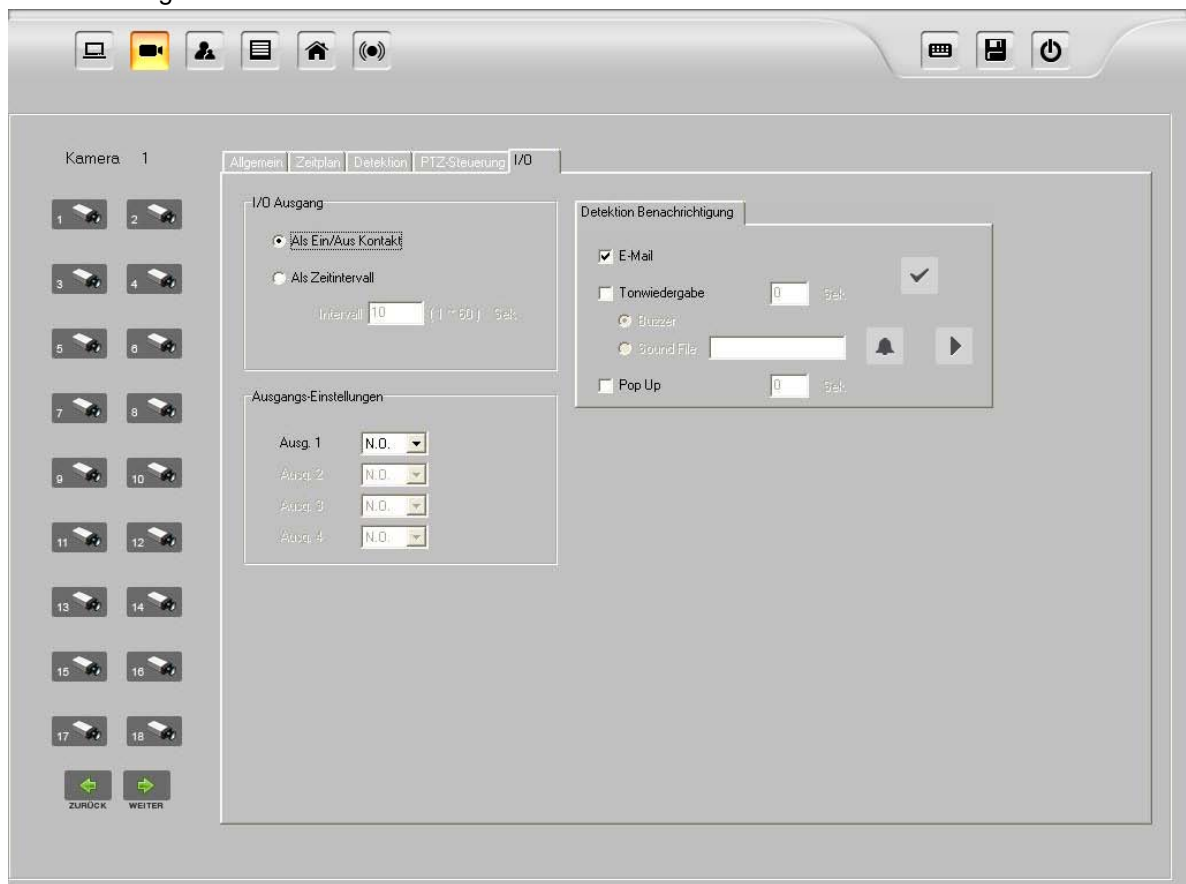 Kamera 1
Allgemein Zeitplan Detektion PTZ-Steuerung I/O
I/O Ausgang
Als Ein/Aus Kontakt
Als Zeitintervall
Intervall 10 ( 1 ~ 60 ) Sek.
Ausgangs-Einstellungen
Ausg. 1 N.O.
Ausg. 2 N.O.
Ausg. 3 N.O.
Ausg. 4 N.O.
Detektion Benachrichtigung
E-Mail
Tonwiedergabe 0 Sek.
Buzzer
Sound File
Pop Up 0 Sek.
1 2
3 4
5 6
7 8
9 10
11 12
13 14
15 16
17 18
ZURÜCK WEITER